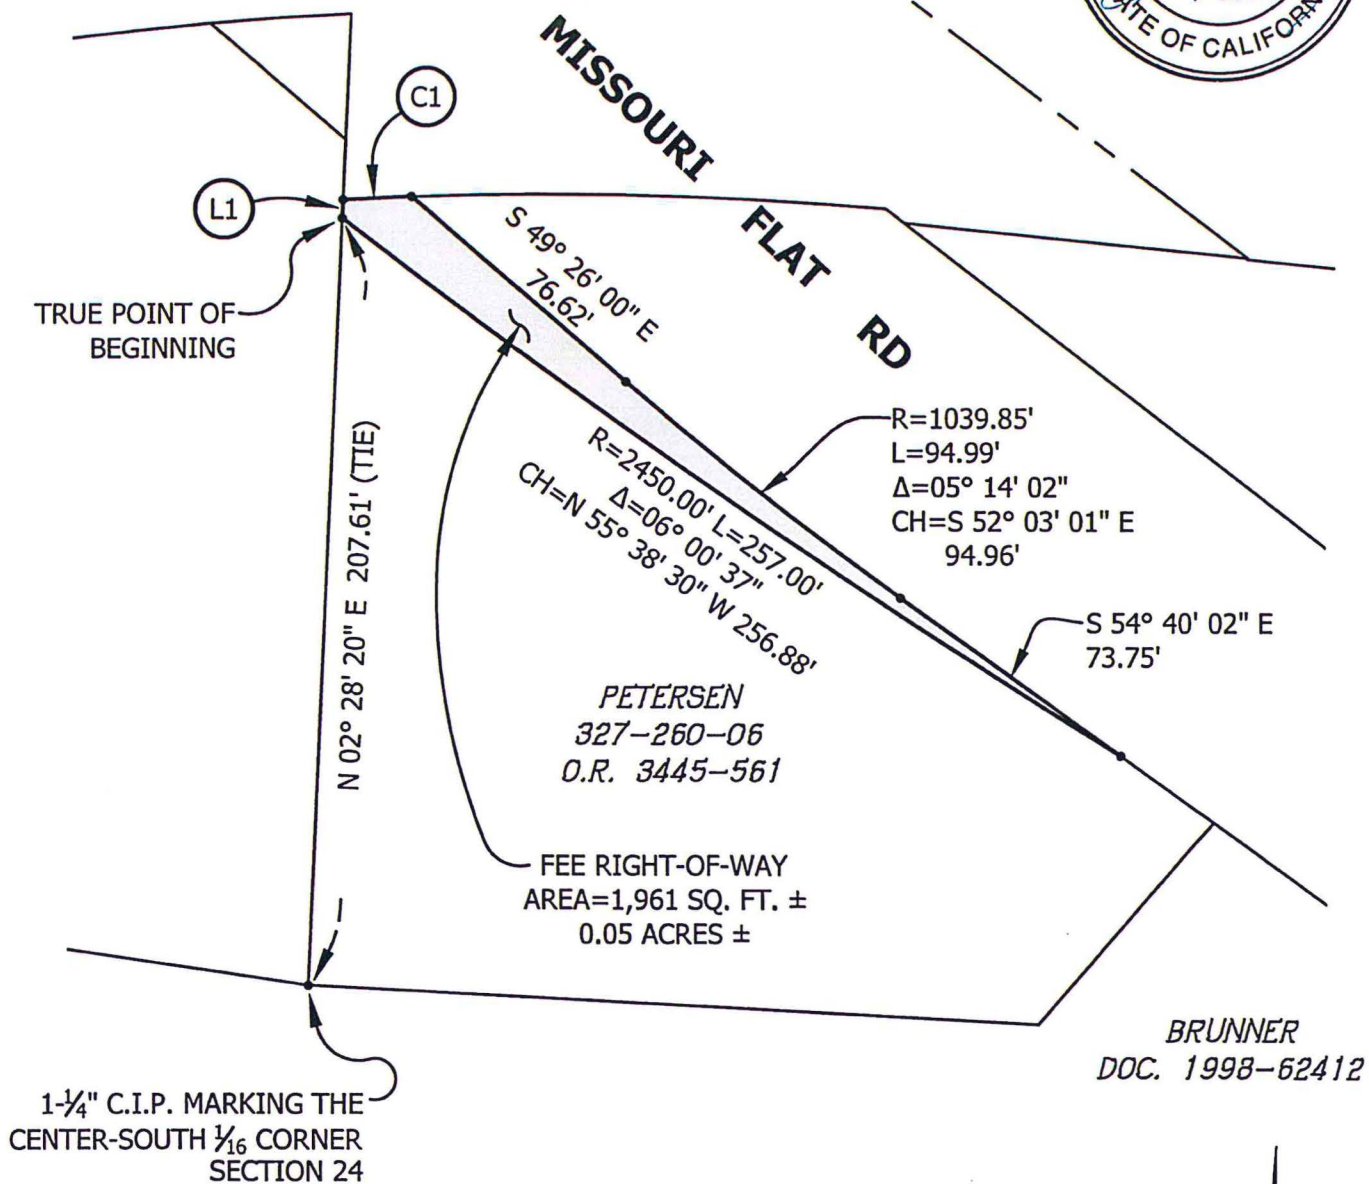 ATE OF CALIFORN
MISSOURI FLAT RD
C1
L1
S 49° 26' 00" E
76.62'
TRUE POINT OF
BEGINNING
N 02° 28' 20" E 207.61' (TIE)
R=2450.00' L=257.00'
Δ=06° 00' 37"
CH=N 55° 38' 30" W 256.88'
R=1039.85'
L=94.99'
Δ=05° 14' 02"
CH=S 52° 03' 01" E
94.96'
S 54° 40' 02" E
73.75'
PETERSEN
327-260-06
O.R. 3445-561
FEE RIGHT-OF-WAY
AREA=1,961 SQ. FT. ±
0.05 ACRES ±
BRUNNER
DOC. 1998-62412
1-¼" C.I.P. MARKING THE
CENTER-SOUTH 1/16 CORNER
SECTION 24